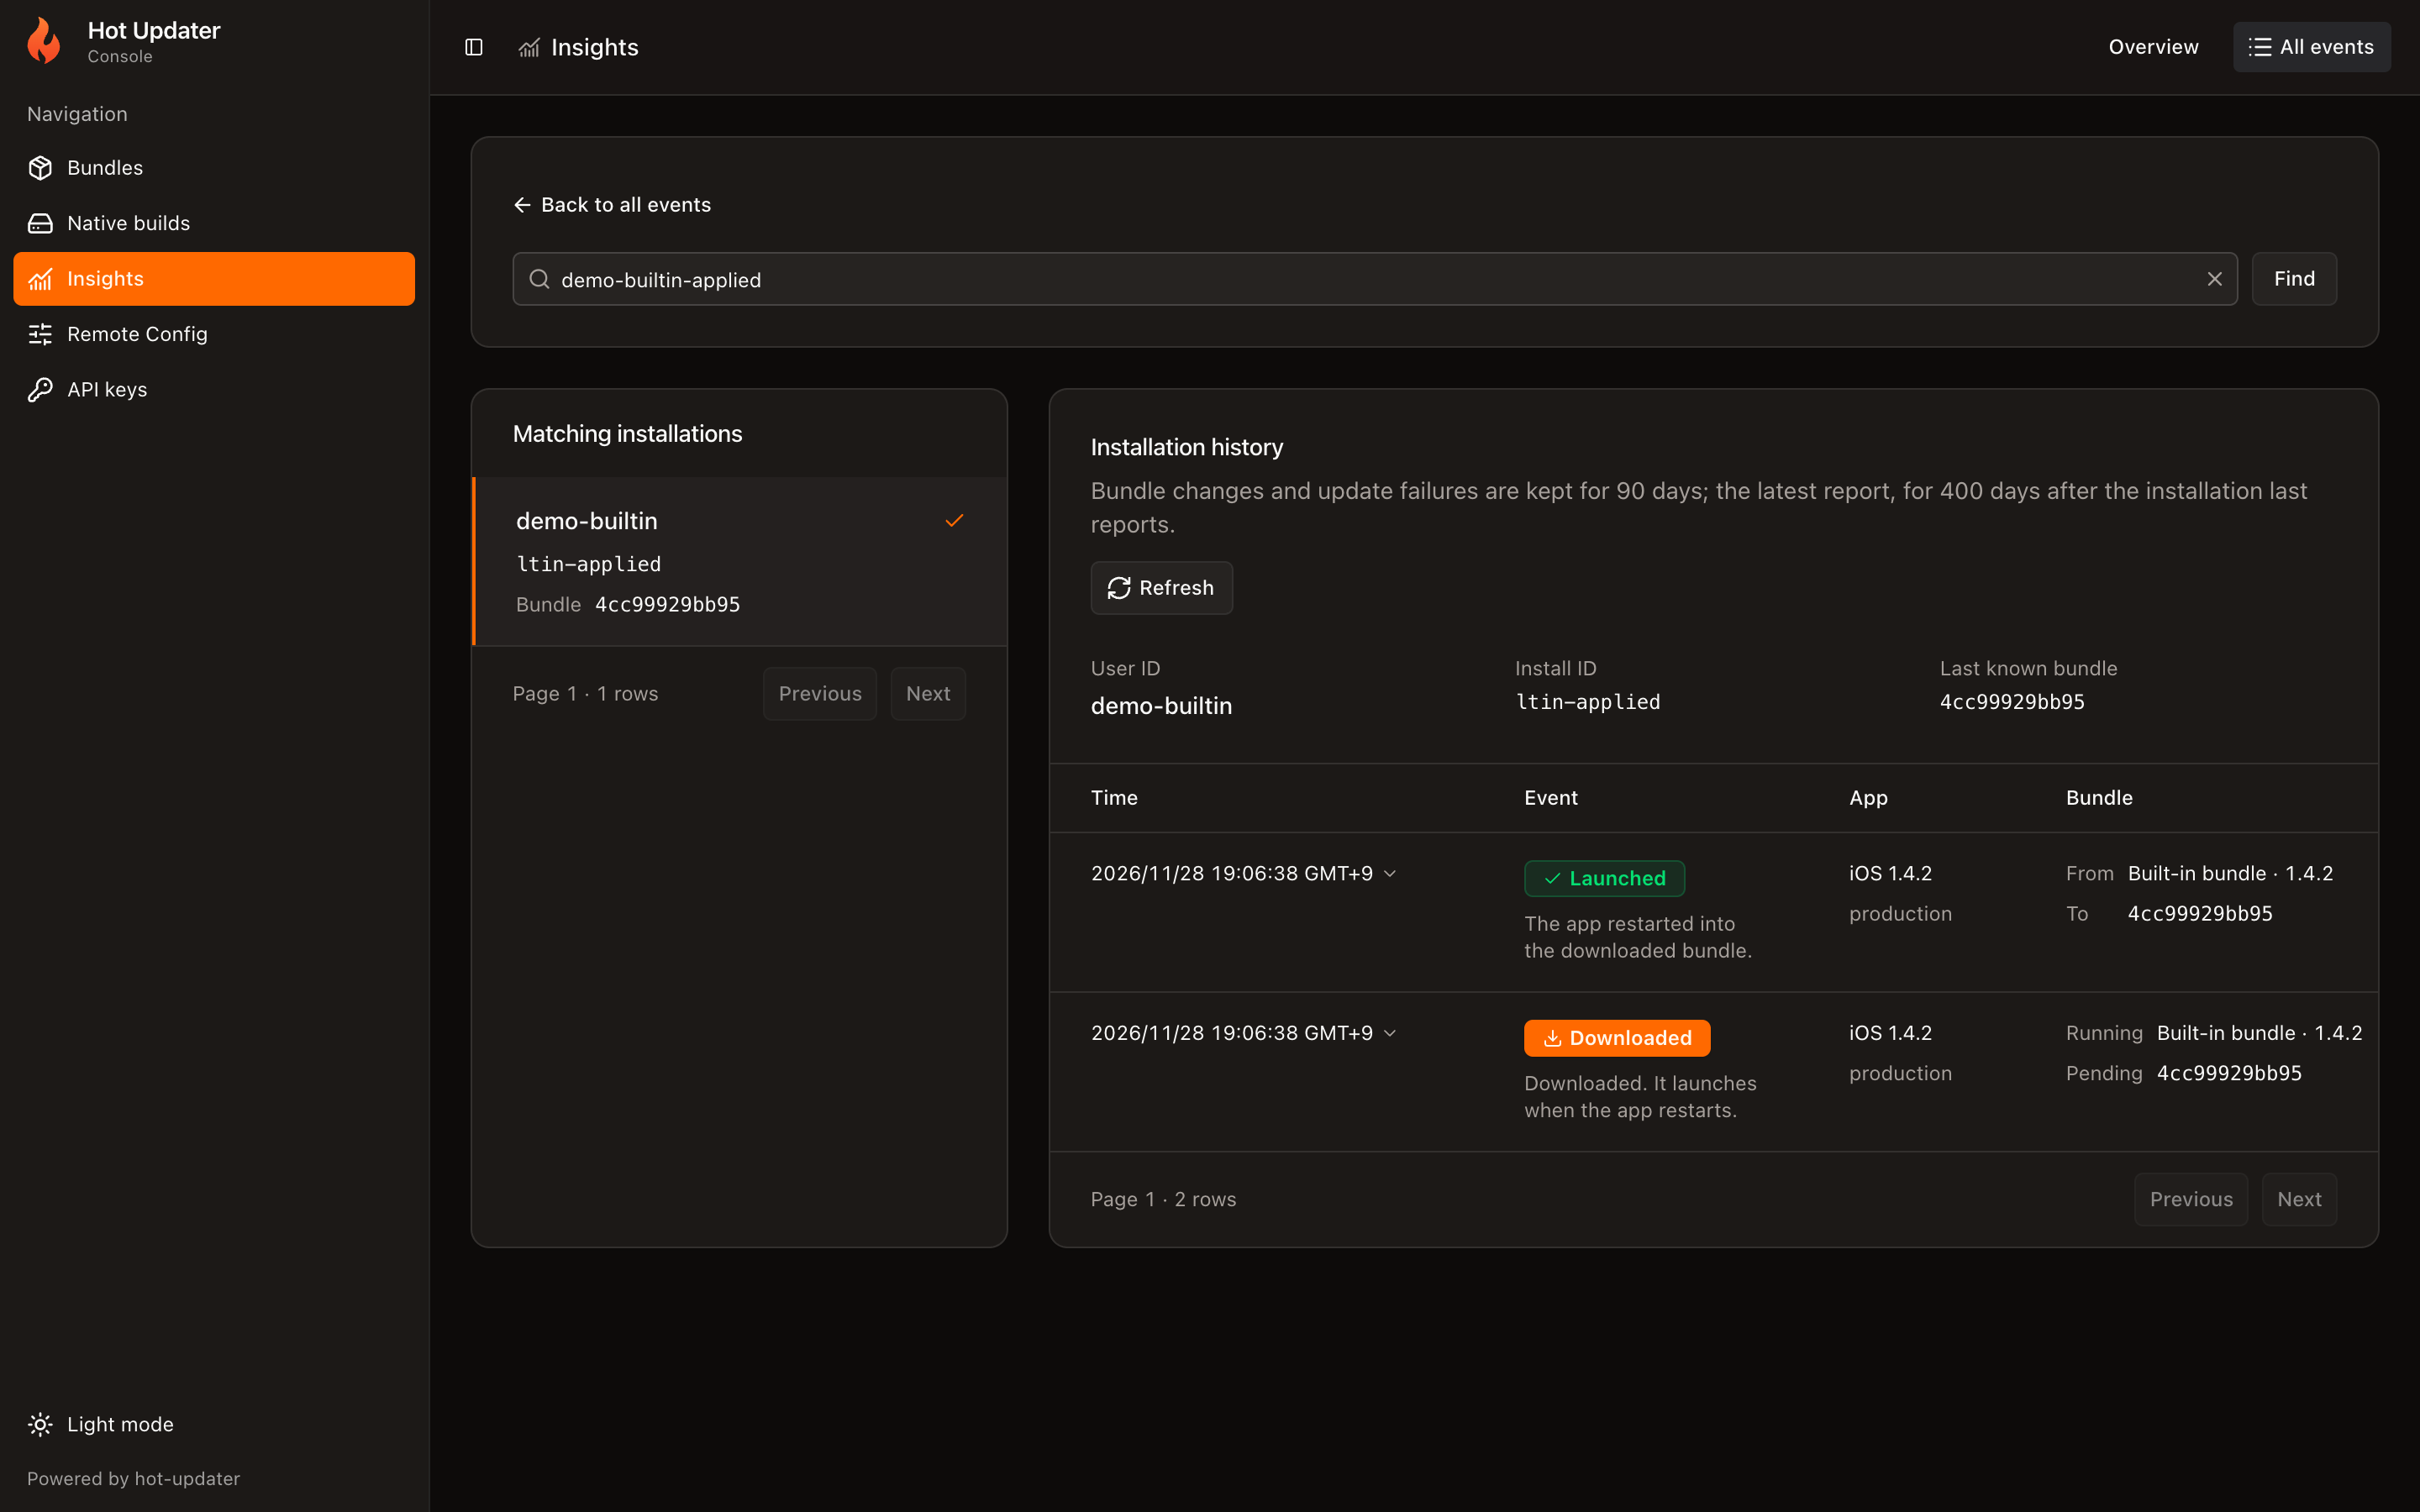 Hot Updater
Console
Navigation
Bundles
Native builds
Insights
Remote Config
API keys
Light mode
Powered by hot-updater
Insights
Overview
All events
Back to all events
demo-builtin-applied
Find
Matching installations
demo-builtin
ltin-applied
Bundle 4cc99929bb95
Page 1 · 1 rows
Previous
Next
Installation history
Bundle changes and update failures are kept for 90 days; the latest report, for 400 days after the installation last
reports.
Refresh
User ID
demo-builtin
Install ID
ltin-applied
Last known bundle
4cc99929bb95
Time Event App Bundle
2026/11/28 19:06:38 GMT+9
Launched
The app restarted into
the downloaded bundle.
iOS 1.4.2
production
From Built-in bundle · 1.4.2
To 4cc99929bb95
2026/11/28 19:06:38 GMT+9
Downloaded
Downloaded. It launches
when the app restarts.
iOS 1.4.2
production
Running Built-in bundle · 1.4.2
Pending 4cc99929bb95
Page 1 · 2 rows
Previous
Next